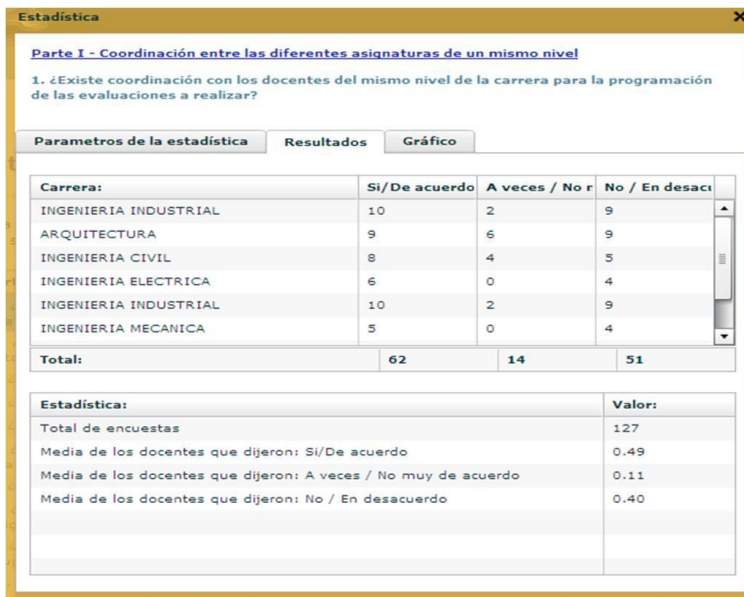 Estadística
Parte I - Coordinación entre las diferentes asignaturas de un mismo nivel
1. ¿Existe coordinación con los docentes del mismo nivel de la carrera para la programación
de las evaluaciones a realizar?
Parametros de la estadística Resultados Gráfico
Carrera: Si/De acuerdo A veces / No r No / En desacu
INGENIERIA INDUSTRIAL 10 2 9
ARQUITECTURA 9 6 9
INGENIERIA CIVIL 8 4 5
INGENIERIA ELECTRICA 6 0 4
INGENIERIA INDUSTRIAL 10 2 9
INGENIERIA MECANICA 5 0 4
Total: 62 14 51
Estadística: Valor:
Total de encuestas 127
Media de los docentes que dijeron: Si/De acuerdo 0.49
Media de los docentes que dijeron: A veces / No muy de acuerdo 0.11
Media de los docentes que dijeron: No / En desacuerdo 0.40